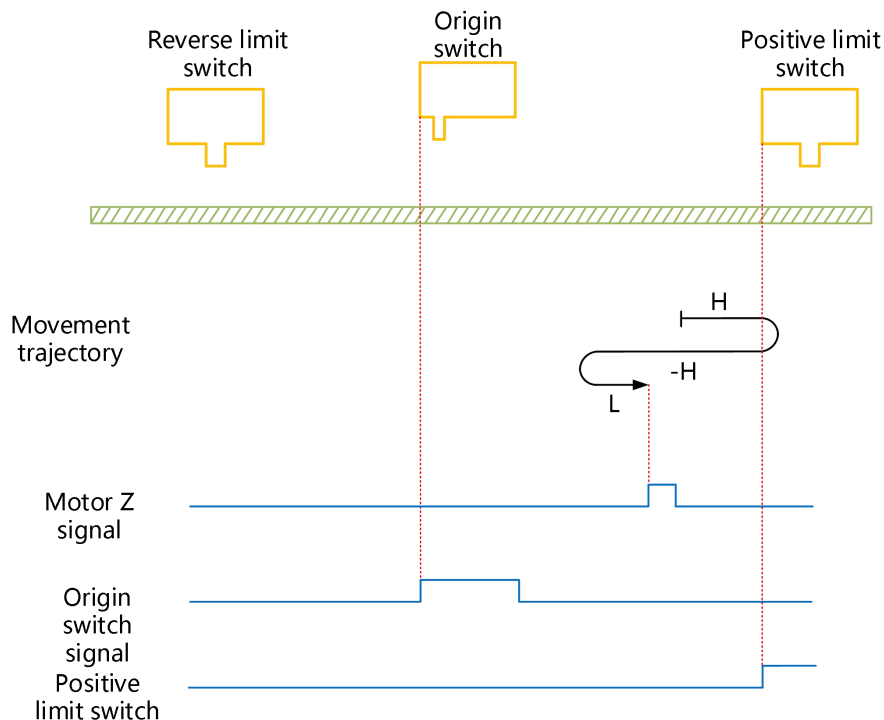 Reverse limit
switch
Origin
switch
Positive limit
switch
Movement
trajectory
H
-H
L
Motor Z
signal
Origin
switch
signal
Positive
limit switch